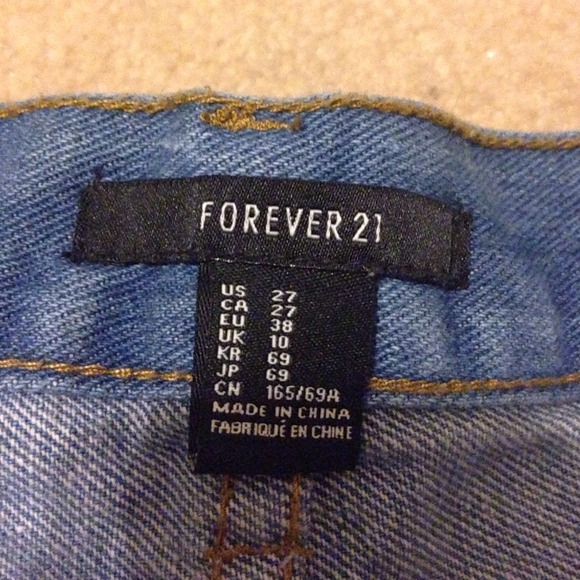 FOREVER 21
US 27
CA 27
EU 38
UK 10
KR 69
JP 69
CN 165/69A
MADE IN CHINA
FABRIQUÉ EN CHINE